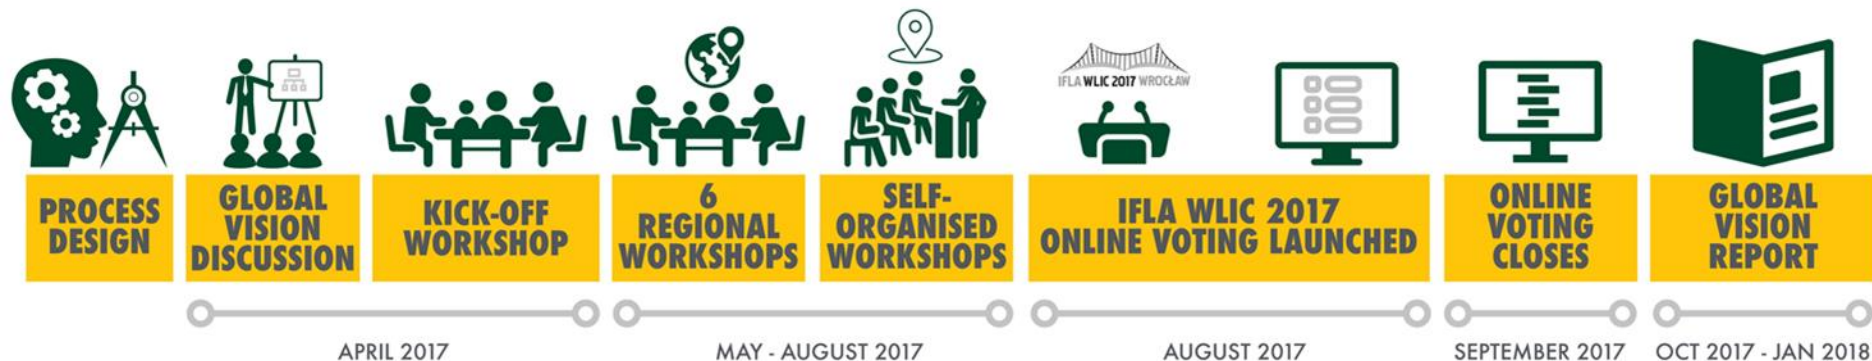 IFLA WLIC 2017 WROCŁAW
PROCESS
DESIGN
GLOBAL
VISION
DISCUSSION
KICK-OFF
WORKSHOP
6
REGIONAL
WORKSHOPS
SELF-
ORGANISED
WORKSHOPS
IFLA WLIC 2017
ONLINE VOTING LAUNCHED
ONLINE
VOTING
CLOSES
GLOBAL
VISION
REPORT
APRIL 2017
MAY - AUGUST 2017
AUGUST 2017
SEPTEMBER 2017
OCT 2017 - JAN 2018